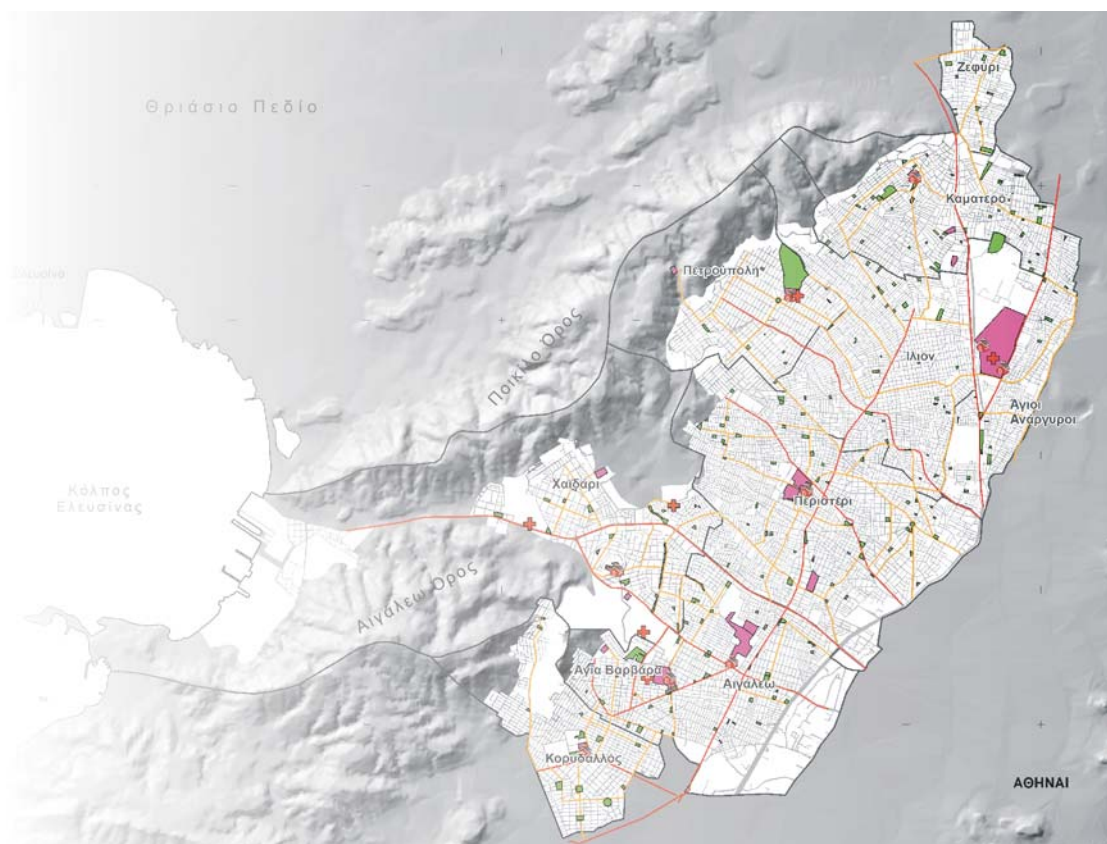 Ζεφύρι
Θριάσιο Πεδίο
Καματερό
Πετρούπολη*
Ελευσίνα
Ποικίλο Όρος
Ίλιον
Άγιοι
Ανάργυροι
Χαϊδάρι
Κόλπος
Ελευσίνας
Περιστέρι
Αιγάλεω Όρος
Αγία Βαρβάρα
Αιγάλεω
Κορυδαλλός
ΑΘΗΝΑΙ